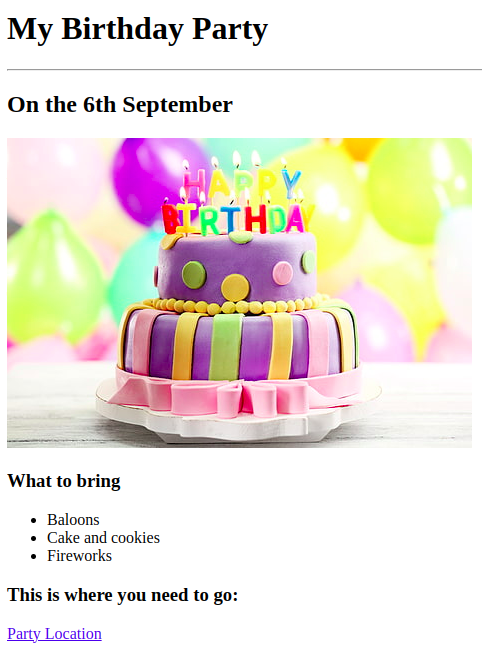 My Birthday Party
On the 6th September
HAPPY
BIRTHDAY
What to bring
Baloons
Cake and cookies
Fireworks
This is where you need to go:
Party Location